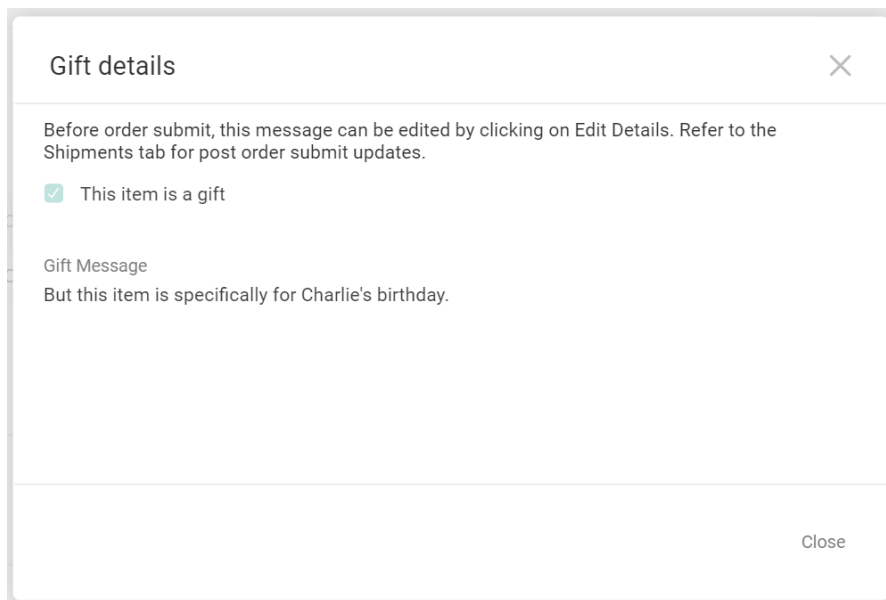 Gift details
Before order submit, this message can be edited by clicking on Edit Details. Refer to the
Shipments tab for post order submit updates.
This item is a gift
Gift Message
But this item is specifically for Charlie's birthday.
Close